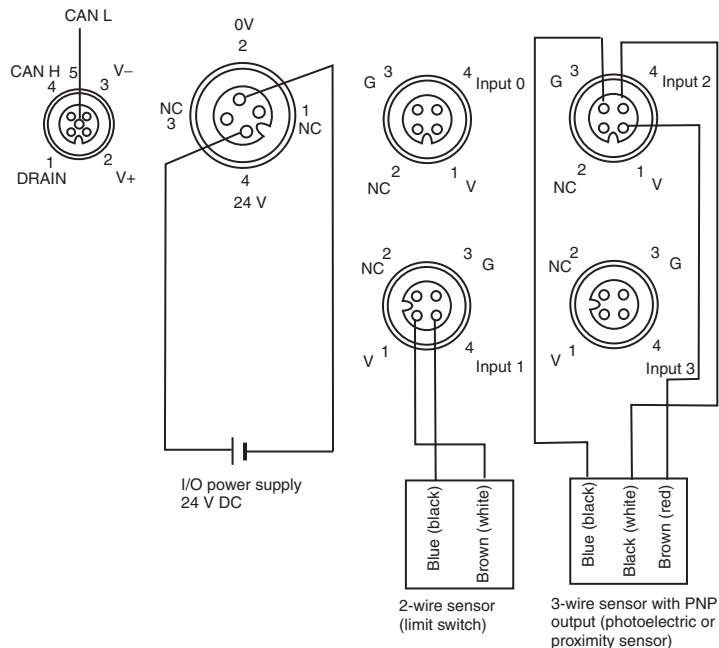 CAN L
CAN H
5
4
V–
3
1
DRAIN
2
V+
0V
2
NC
3
1
NC
4
24 V
I/O power supply
24 V DC
G
3
4
Input 0
2
NC
1
V
NC
2
3
G
V
1
4
Input 1
G
3
4
Input 2
2
NC
1
V
NC
2
3
G
V
1
4
Input 3
Blue (black)
Brown (white)
2-wire sensor
(limit switch)
Blue (black)
Black (white)
Brown (red)
3-wire sensor with PNP
output (photoelectric or
proximity sensor)